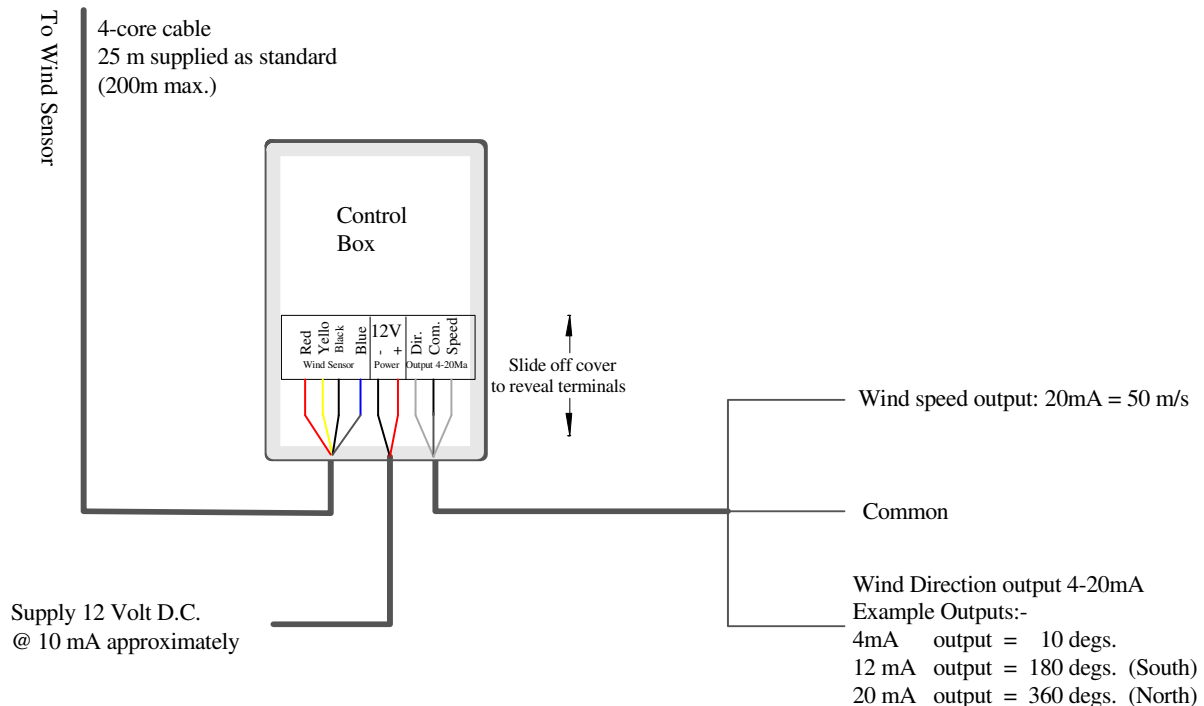 To Wind Sensor
4-core cable
25 m supplied as standard
(200m max.)
Control
Box
Red
Yello
Black
Blue
12V
- +
Dir.
Com.
Speed
Wind Sensor
Power
Output 4-20Ma
Slide off cover
to reveal terminals
Wind speed output: 20mA = 50 m/s
Common
Wind Direction output 4-20mA
Example Outputs:-
4mA output = 10 degs.
12 mA output = 180 degs. (South)
20 mA output = 360 degs. (North)
Supply 12 Volt D.C.
@ 10 mA approximately